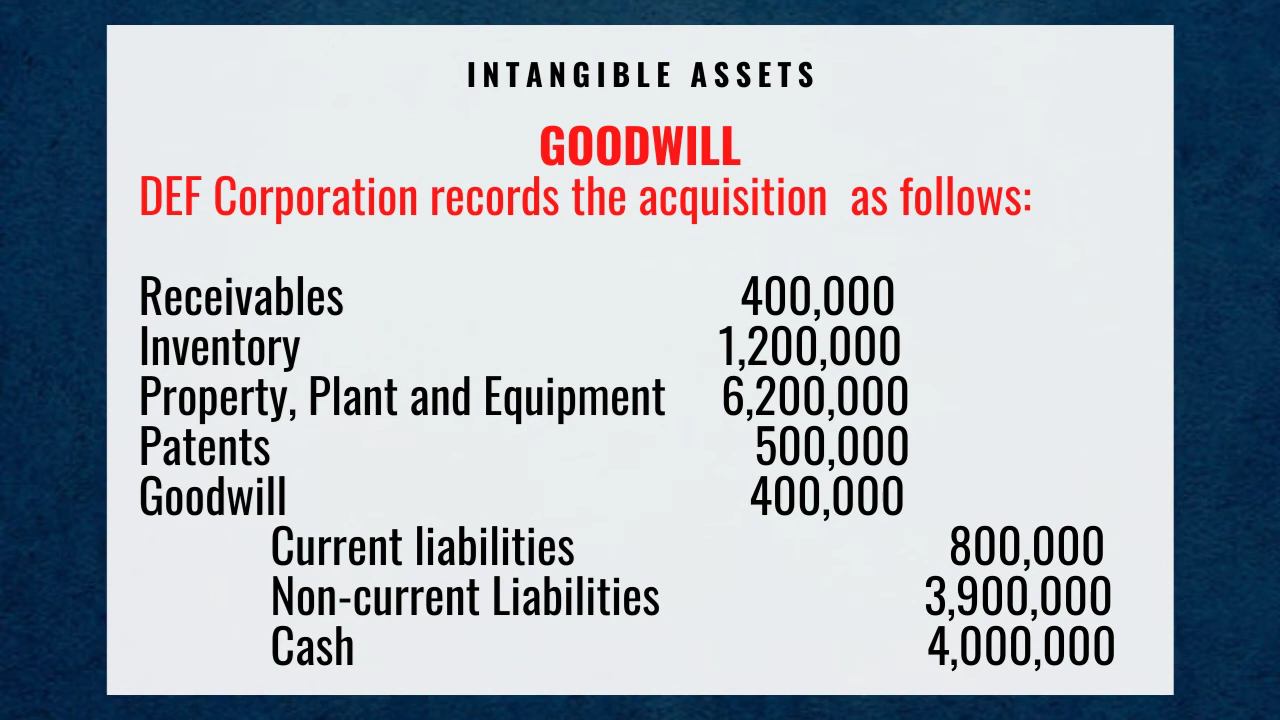 INTANGIBLE ASSETS
GOODWILL
DEF Corporation records the acquisition as follows:
Receivables 400,000
Inventory 1,200,000
Property, Plant and Equipment 6,200,000
Patents 500,000
Goodwill 400,000
Current liabilities 800,000
Non-current Liabilities 3,900,000
Cash 4,000,000